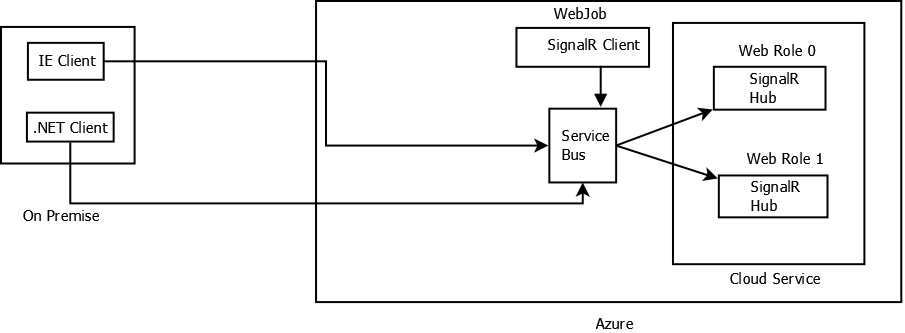 WebJob
SignalR Client
IE Client
.NET Client
On Premise
Service
Bus
Web Role 0
SignalR
Hub
Web Role 1
SignalR
Hub
Cloud Service
Azure